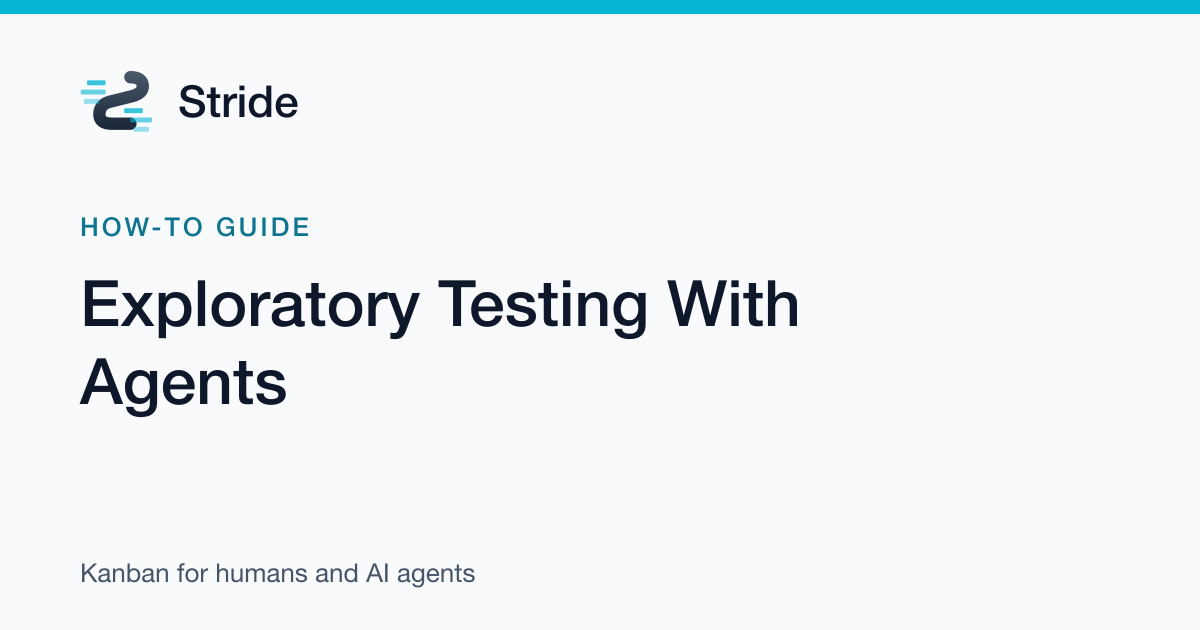 Stride
HOW-TO GUIDE
Exploratory Testing With
Agents
Kanban for humans and AI agents